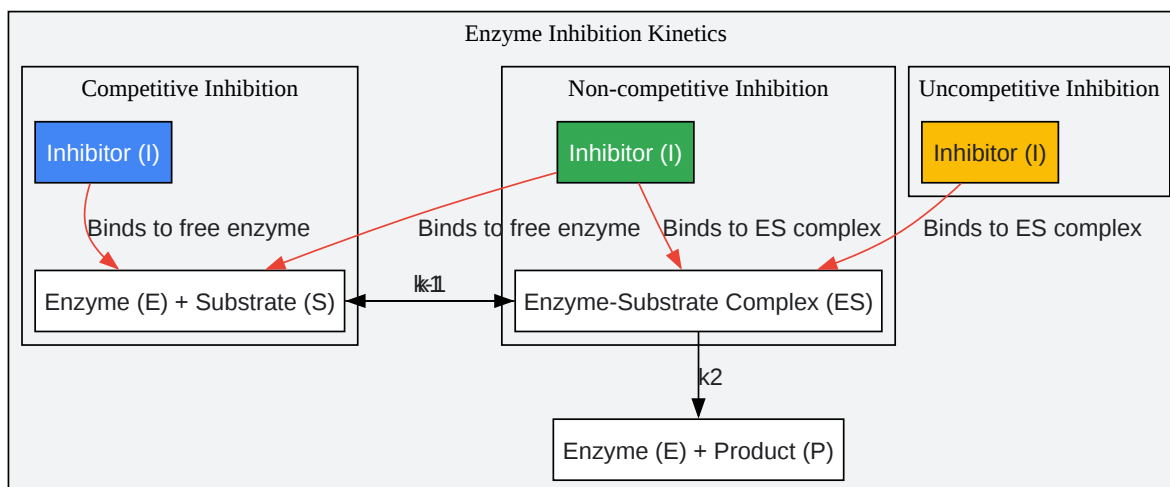 Enzyme Inhibition Kinetics
Competitive Inhibition
Non-competitive Inhibition
Uncompetitive Inhibition
Inhibitor (I)
Inhibitor (I)
Inhibitor (I)
Binds to free enzyme
Binds to free enzyme
Binds to ES complex
Binds to ES complex
Enzyme (E) + Substrate (S)
k1
k-1
Enzyme-Substrate Complex (ES)
k2
Enzyme (E) + Product (P)